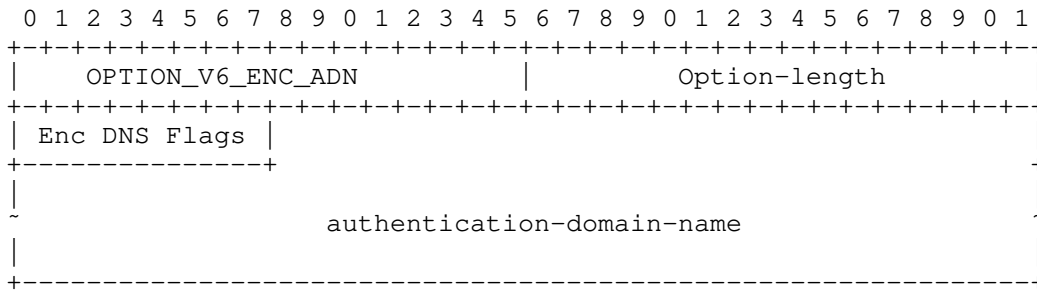 0 1 2 3 4 5 6 7 8 9 0 1 2 3 4 5 6 7 8 9 0 1 2 3 4 5 6 7 8 9 0 1
+-+-+-+-+-+-+-+-+-+-+-+-+-+-+-+-+-+-+-+-+-+-+-+-+-+-+-+-+-+-+-+--
| OPTION_V6_ENC_ADN | Option-length
+-+-+-+-+-+-+-+-+-+-+-+-+-+-+-+-+-+-+-+-+-+-+-+-+-+-+-+-+-+-+-+--
| Enc DNS Flags |
+---------------+ -
|
~ authentication-domain-name ~
|
+---------------------------------------------------------------